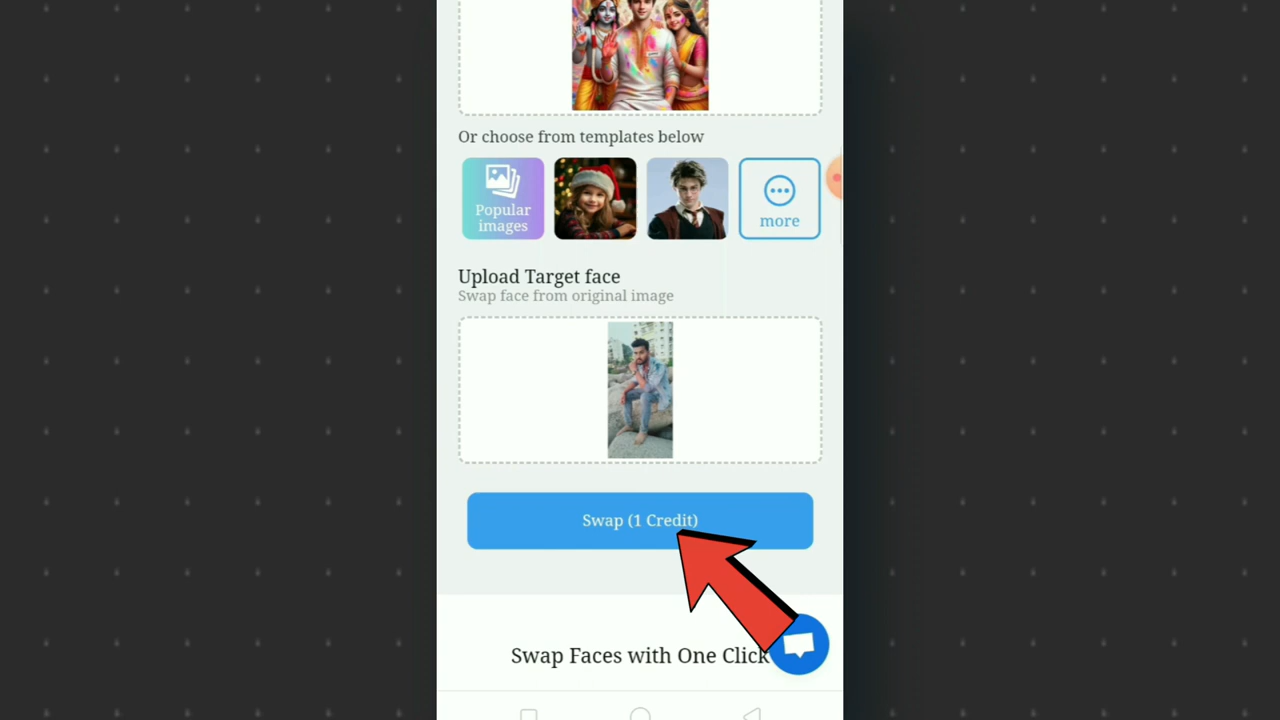 Or choose from templates below
Popular
images
more
Upload Target face
Swap face from original image
Swap (1 Credit)
Swap Faces with One Click